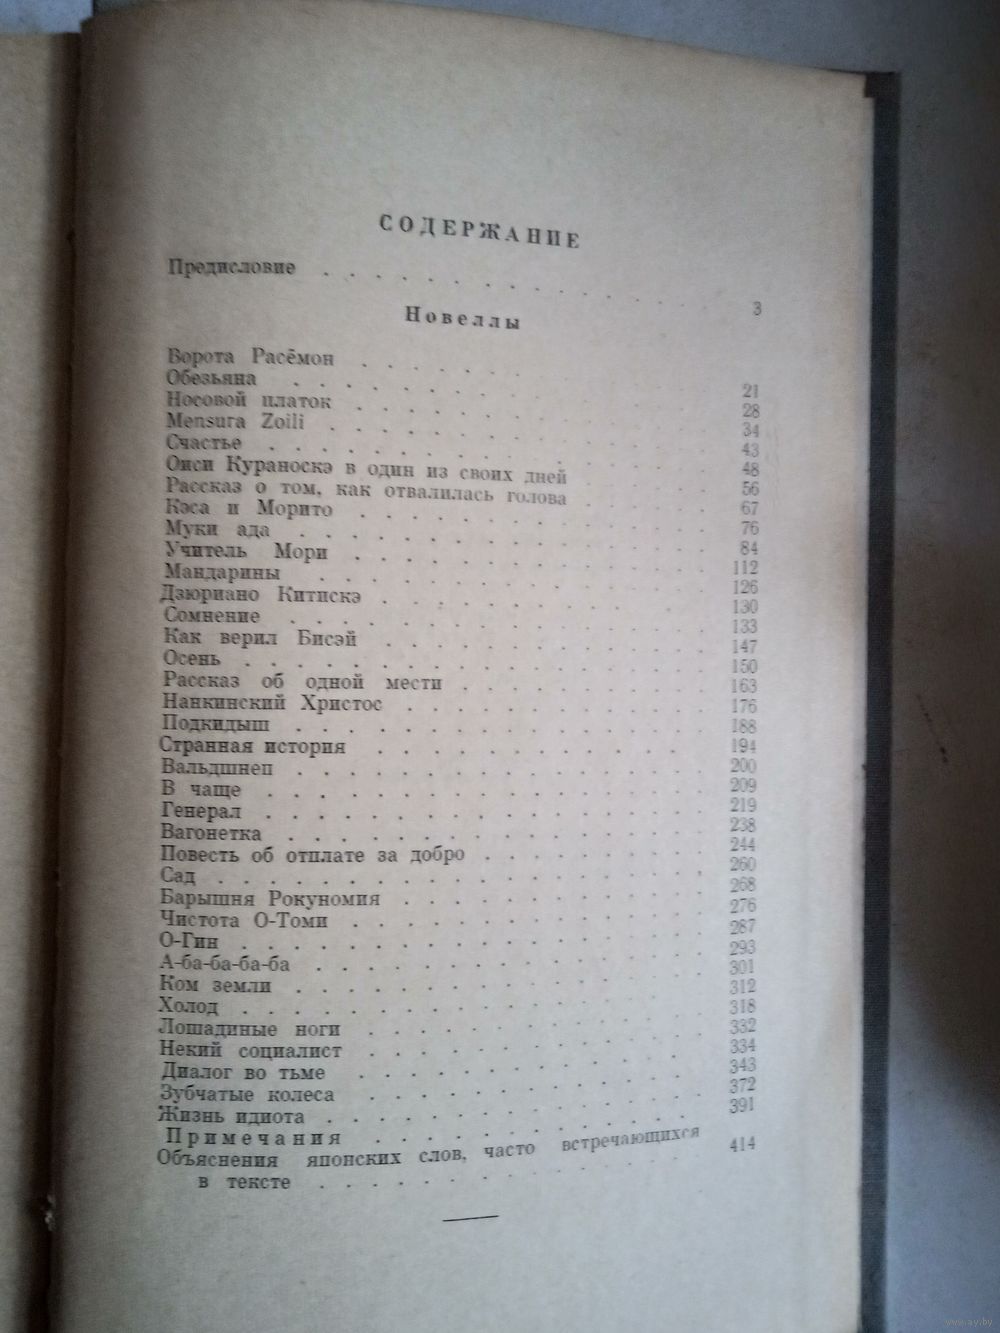 СОДЕРЖАНИЕ
Предисловие . . . . . . . . . . . . . . . 3
Новеллы
Ворота Расёмон . . . . . . . . . . . . . 21
Обезьяна . . . . . . . . . . . . . . . 28
Носовой платок . . . . . . . . . . . . . 34
Mensura Zoili . . . . . . . . . . . . . . 43
Счастье . . . . . . . . . . . . . . . . 48
Оиси Кураноскэ в один из своих дней . . . . . 56
Рассказ о том, как отвалилась голова . . . . . 67
Кэса и Морито . . . . . . . . . . . . . 76
Муки ада . . . . . . . . . . . . . . . 84
Учитель Мори . . . . . . . . . . . . . 112
Мандарины . . . . . . . . . . . . . . 126
Дзюриано Китискэ . . . . . . . . . . . . 130
Сомнение . . . . . . . . . . . . . . . 133
Как верил Бисэй . . . . . . . . . . . . 147
Осень . . . . . . . . . . . . . . . . 150
Рассказ об одной мести . . . . . . . . . . 163
Нанкинский Христос . . . . . . . . . . . 176
Подкидыш . . . . . . . . . . . . . . . 188
Странная история . . . . . . . . . . . . 194
Вальдшнеп . . . . . . . . . . . . . . . 200
В чаще . . . . . . . . . . . . . . . . 209
Генерал . . . . . . . . . . . . . . . . 219
Вагонетка . . . . . . . . . . . . . . . 238
Повесть об отплате за добро . . . . . . . . 244
Сад . . . . . . . . . . . . . . . . . 260
Барышня Рокуномия . . . . . . . . . . . 268
Чистота О-Томи . . . . . . . . . . . . . 276
О-Гин . . . . . . . . . . . . . . . . 287
А-ба-ба-ба-ба . . . . . . . . . . . . . . 293
Ком земли . . . . . . . . . . . . . . . 301
Холод . . . . . . . . . . . . . . . . 312
Лошадиные ноги . . . . . . . . . . . . . 318
Некий социалист . . . . . . . . . . . . 332
Диалог во тьме . . . . . . . . . . . . . 334
Зубчатые колеса . . . . . . . . . . . . . 343
Жизнь идиота . . . . . . . . . . . . . . 372
Примечания . . . . . . . . . . . . . 391
Объяснения японских слов, часто встречающихся
в тексте . . . . . . . . . . . . . . 414
www.ay.by